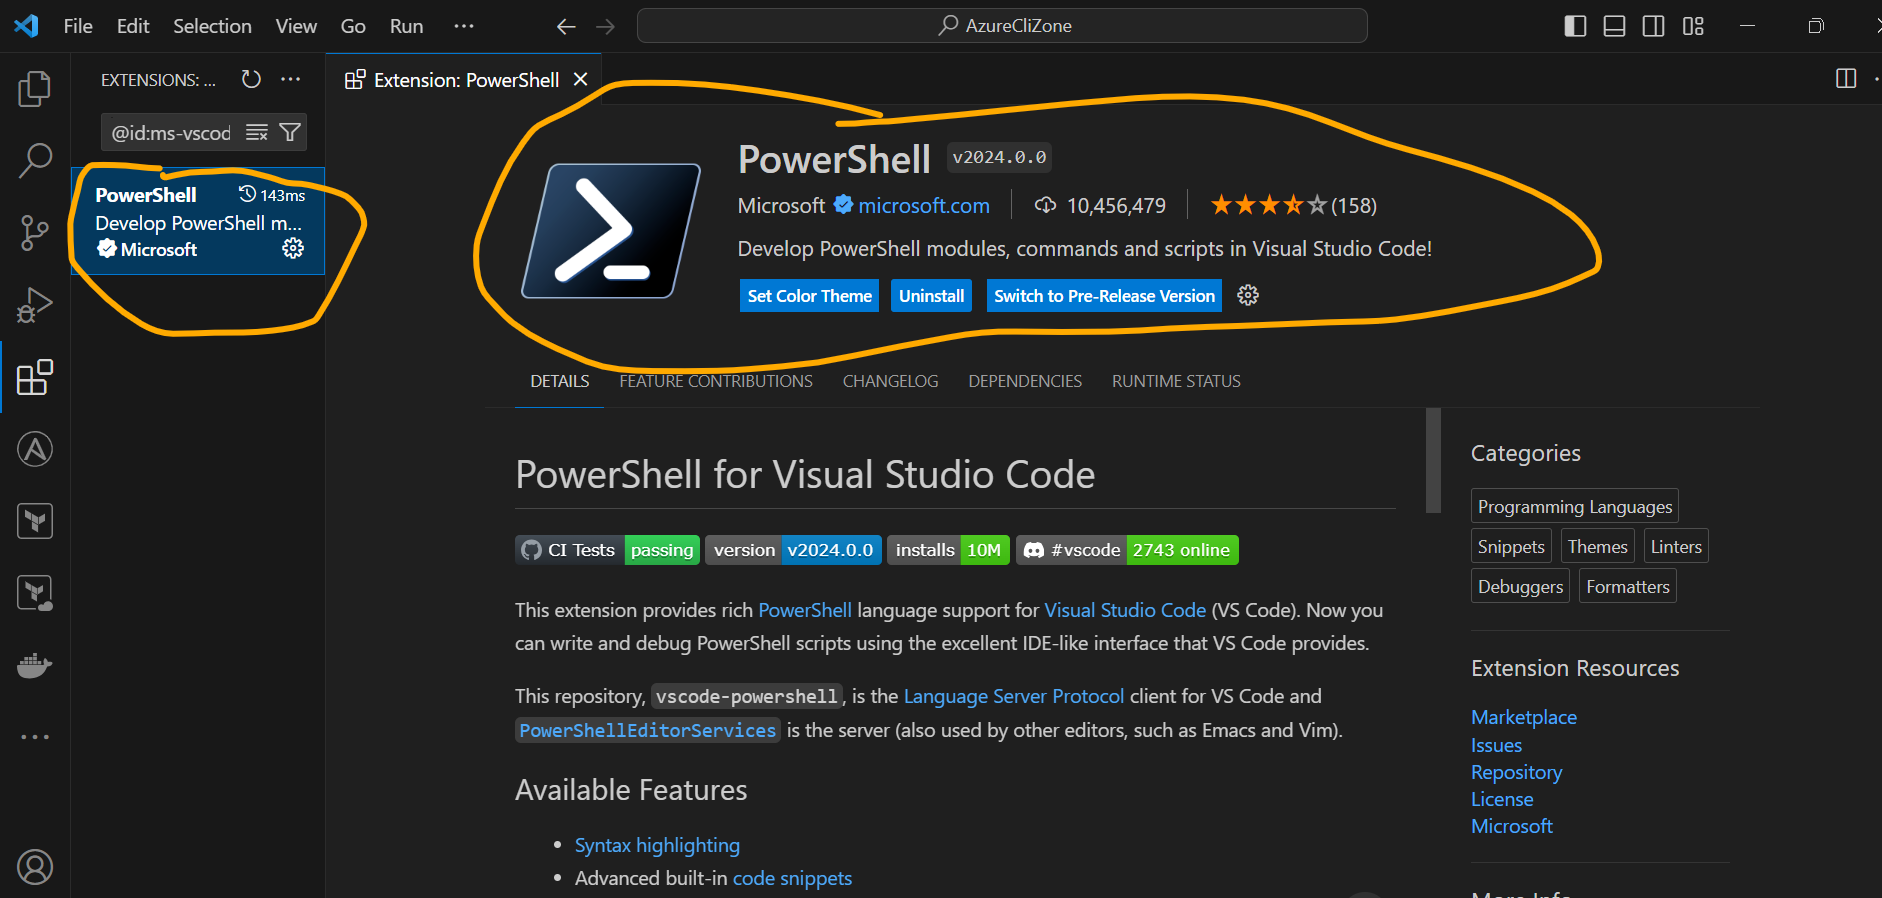 File Edit Selection View Go Run ···
AzureCliZone
EXTENSIONS: ... ···
Extension: PowerShell
@id:ms-vscod
PowerShell 143ms
Develop PowerShell m...
Microsoft
PowerShell v2024.0.0
Microsoft microsoft.com 10,456,479 (158)
Develop PowerShell modules, commands and scripts in Visual Studio Code!
Set Color Theme Uninstall Switch to Pre-Release Version
DETAILS FEATURE CONTRIBUTIONS CHANGELOG DEPENDENCIES RUNTIME STATUS
PowerShell for Visual Studio Code
CI Tests passing version v2024.0.0 installs 10M #vscode 2743 online
This extension provides rich PowerShell language support for Visual Studio Code (VS Code). Now you
can write and debug PowerShell scripts using the excellent IDE-like interface that VS Code provides.
This repository, vscode-powershell, is the Language Server Protocol client for VS Code and
PowerShellEditorServices is the server (also used by other editors, such as Emacs and Vim).
Available Features
• Syntax highlighting
• Advanced built-in code snippets
Categories
Programming Languages
Snippets Themes Linters
Debuggers Formatters
Extension Resources
Marketplace
Issues
Repository
License
Microsoft
More Info